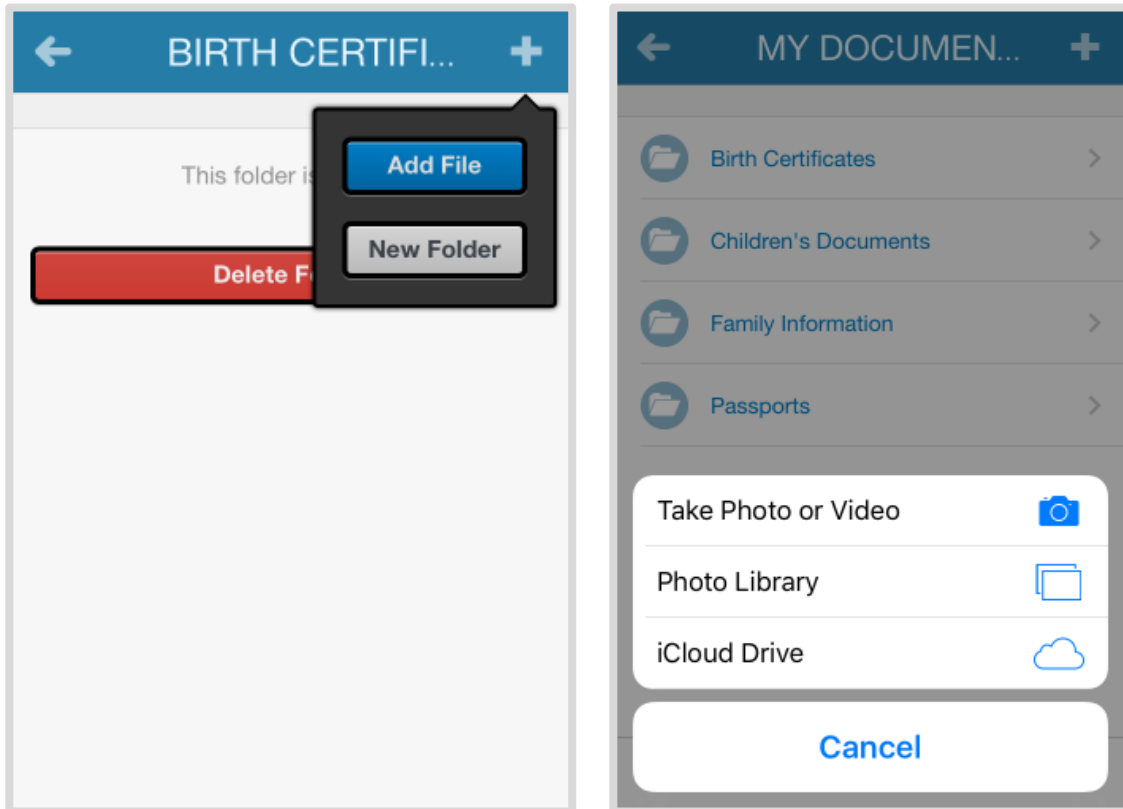 BIRTH CERTIFI...
Add File
This folder is
New Folder
Delete F
MY DOCUMEN...
Birth Certificates
Children's Documents
Family Information
Passports
Take Photo or Video
Photo Library
iCloud Drive
Cancel